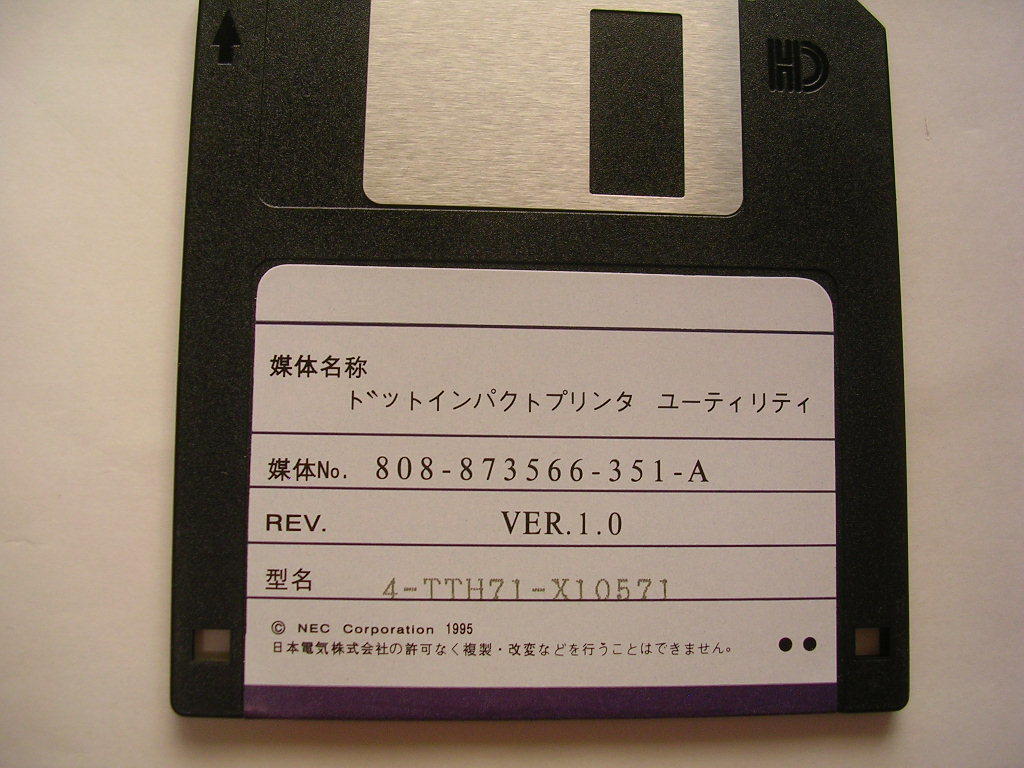 HD
媒体名称
ドットインパクトプリンタ ユーティリティ
媒体No. 808-873566-351-A
REV. VER.1.0
型名 4-TTH71-X10571
© NEC Corporation 1995
日本電気株式会社の許可なく複製・改変などを行うことはできません。